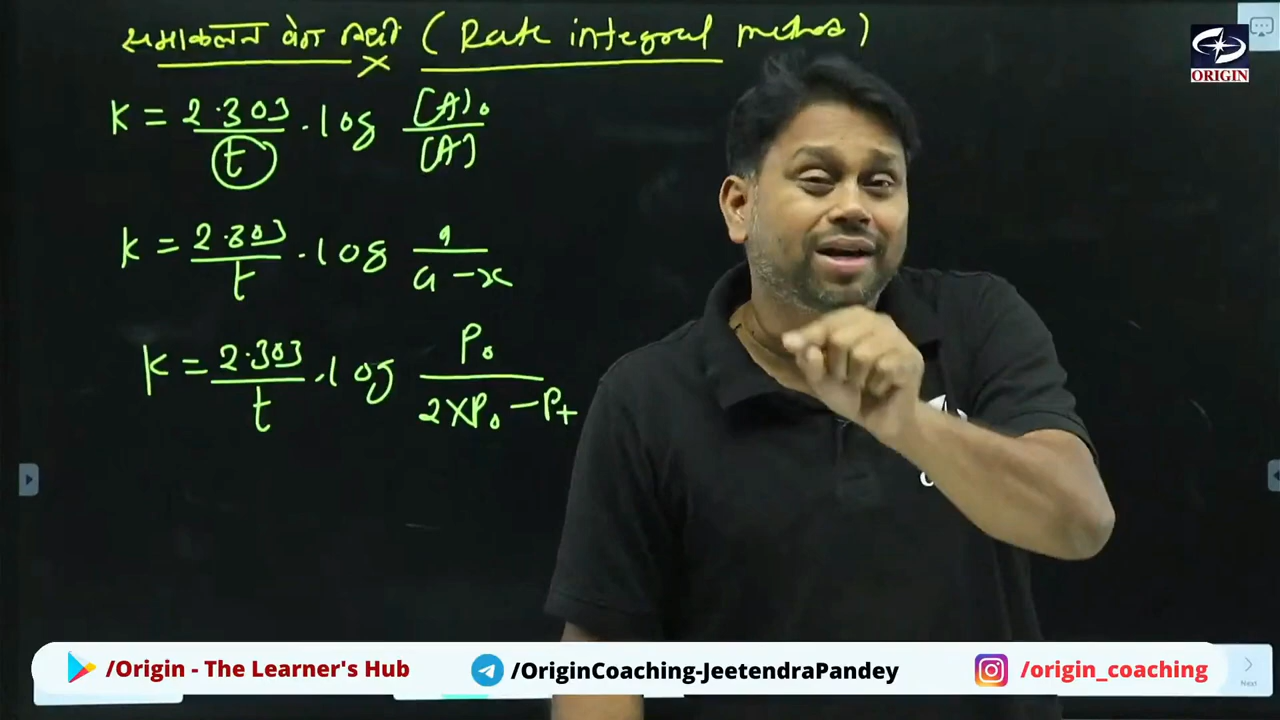 समाकलन वेग विधि (Rate integral method)
ORIGIN
K = 2.303/t . log [A]₀/[A]
K = 2.303/t . log a/a-x
K = 2.303/t . log P₀/2×P₀-Pt
/Origin - The Learner's Hub
/OriginCoaching-JeetendraPandey
/origin_coaching
Next